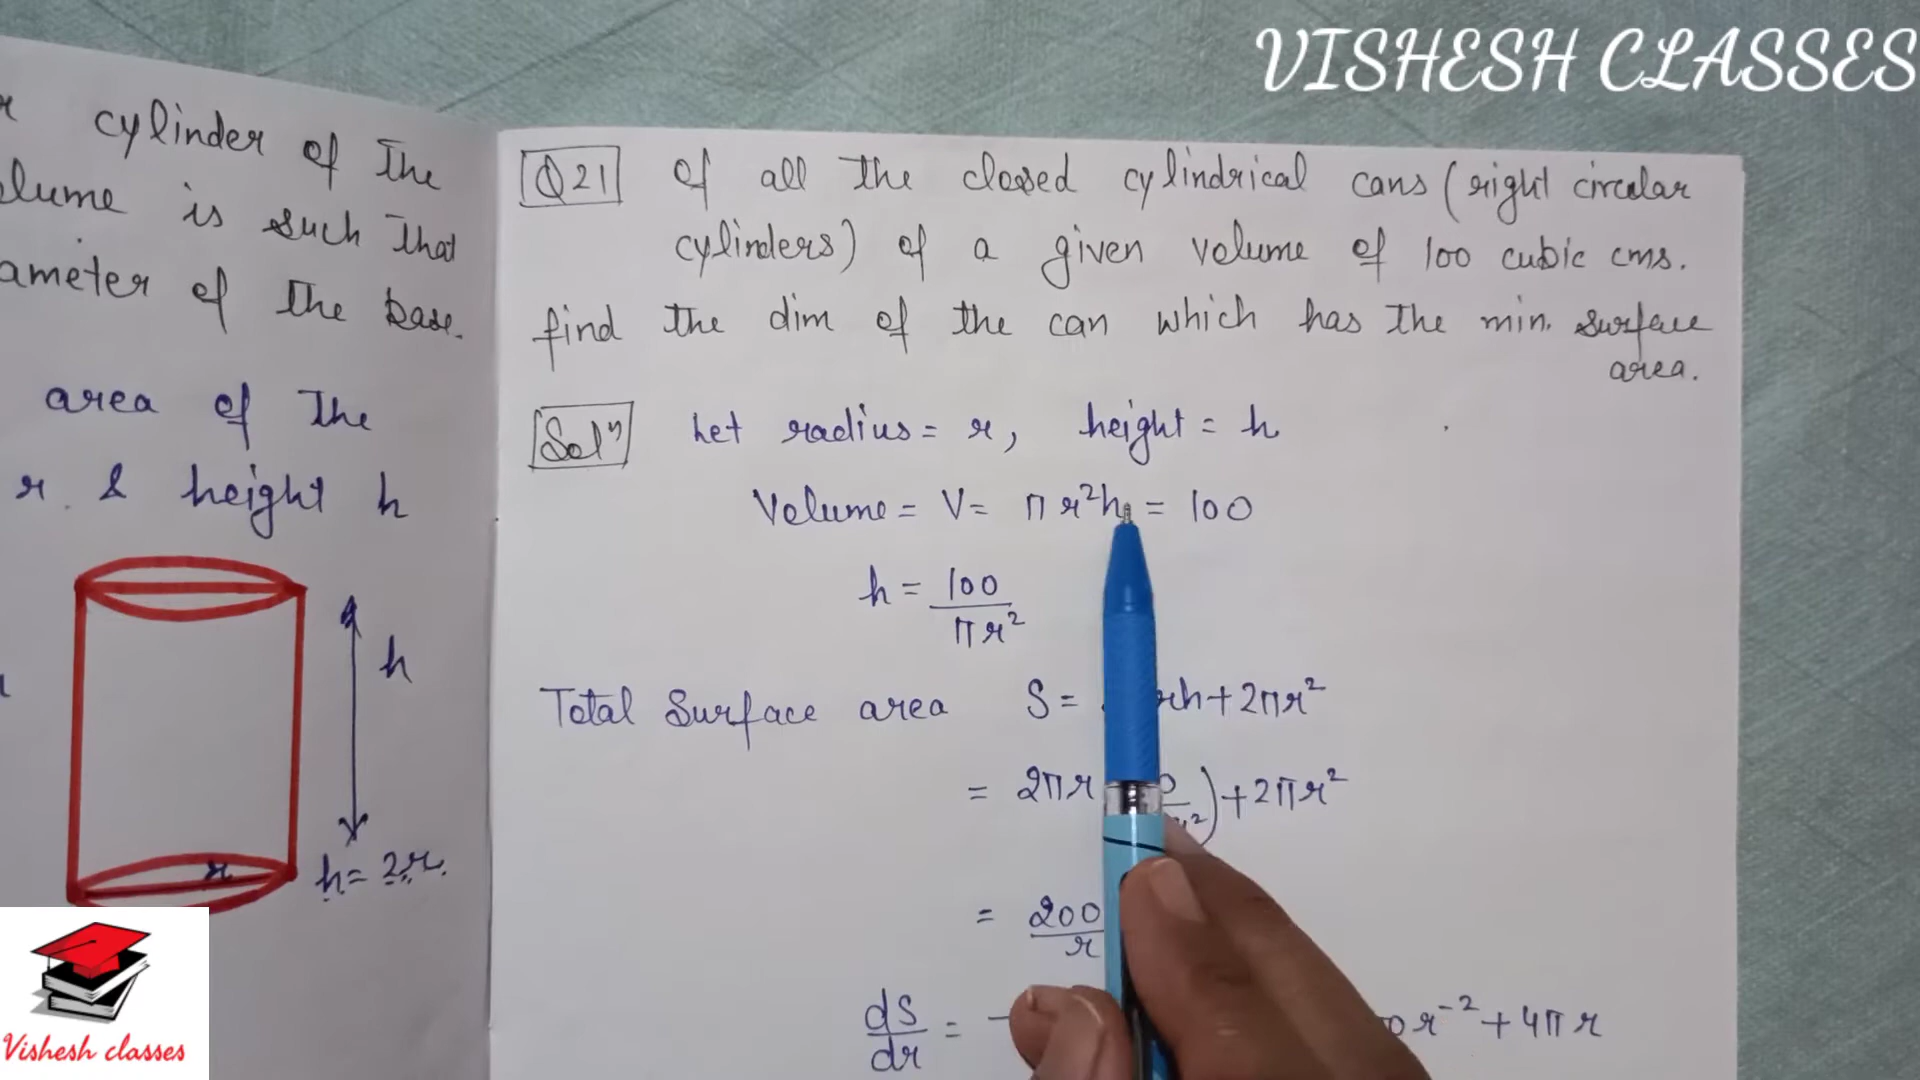 VISHESH CLASSES
cylinder of the
is such that
of the base.
area of the
r & height h
h
r
h = 2r.
Q21 Of all the closed cylindrical cans (right circular
cylinders) of a given volume of 100 cubic cms.
find the dim of the can which has the min. surface
area.
Solⁿ Let radius = r, height = h
Volume = V = πr²h = 100
h = 100/πr²
Total Surface area S = rh + 2πr²
= 2πr ) + 2πr²
= 200/r
dS/dr = - r⁻² + 4πr
Vishesh classes